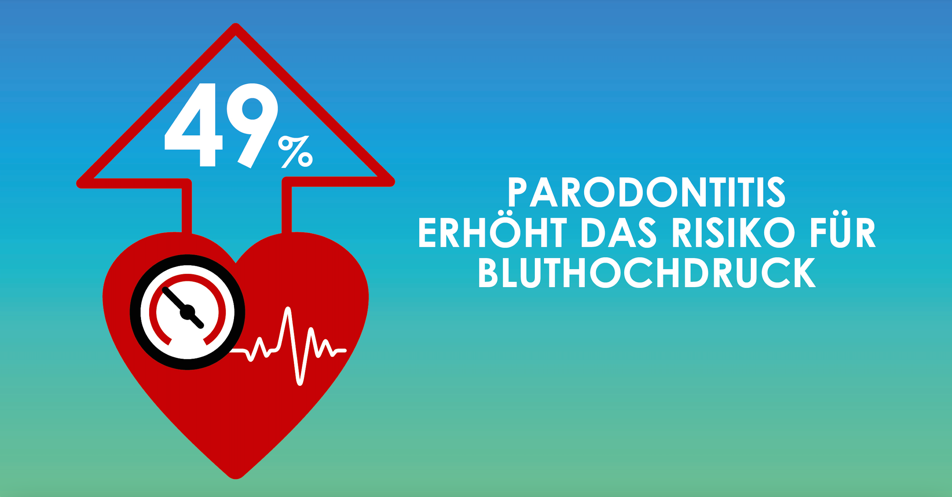 49%
PARODONTITIS
ERHÖHT DAS RISIKO FÜR
BLUTHOCHDRUCK